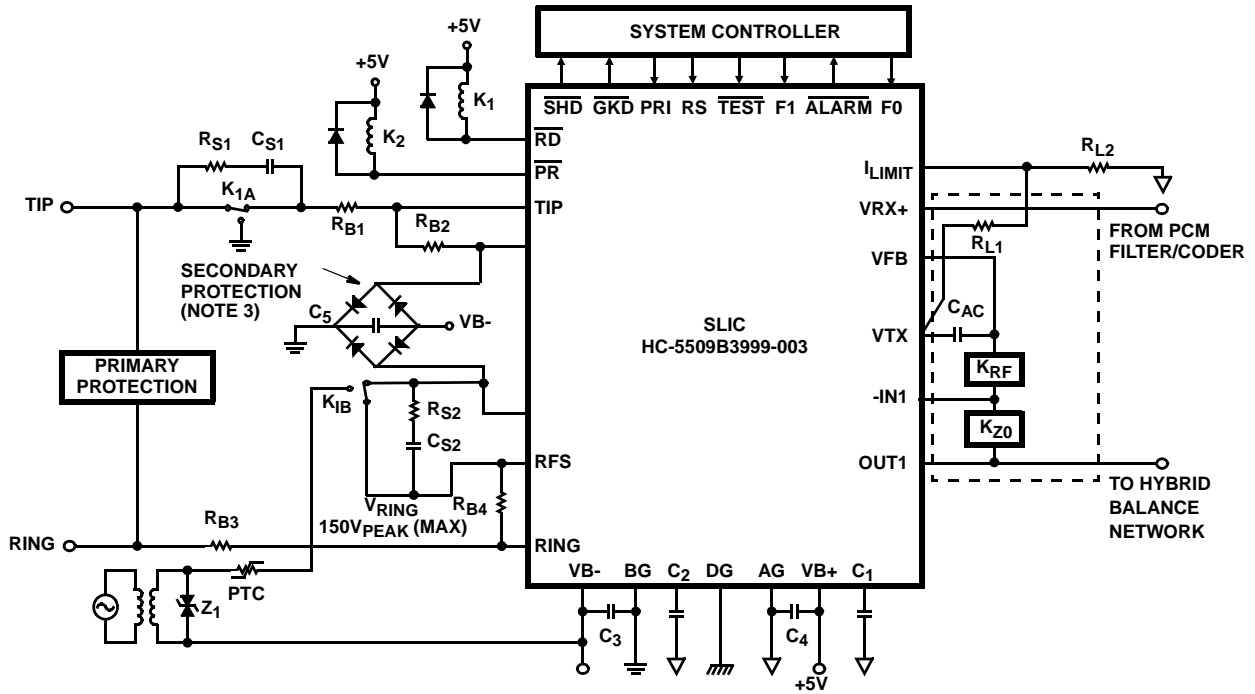 SYSTEM CONTROLLER
+5V
+5V
K1
K2
SHD GKD PRI RS TEST F1 ALARM F0
RD
PR
RS1 CS1
K1A
TIP
RB1
RB2
TIP
ILIMIT
RL2
VRX+
FROM PCM
FILTER/CODER
RL1
VFB
SECONDARY
PROTECTION
(NOTE 3)
C5
VB-
SLIC
HC-5509B3999-003
CAC
VTX
PRIMARY
PROTECTION
KRF
-IN1
KIB
RS2
CS2
KZ0
RFS
OUT1
VRING
150VPEAK (MAX)
RB4
TO HYBRID
BALANCE
NETWORK
RING
RB3
RING
VB- BG C2 DG AG VB+ C1
PTC
Z1
C3
C4
+5V